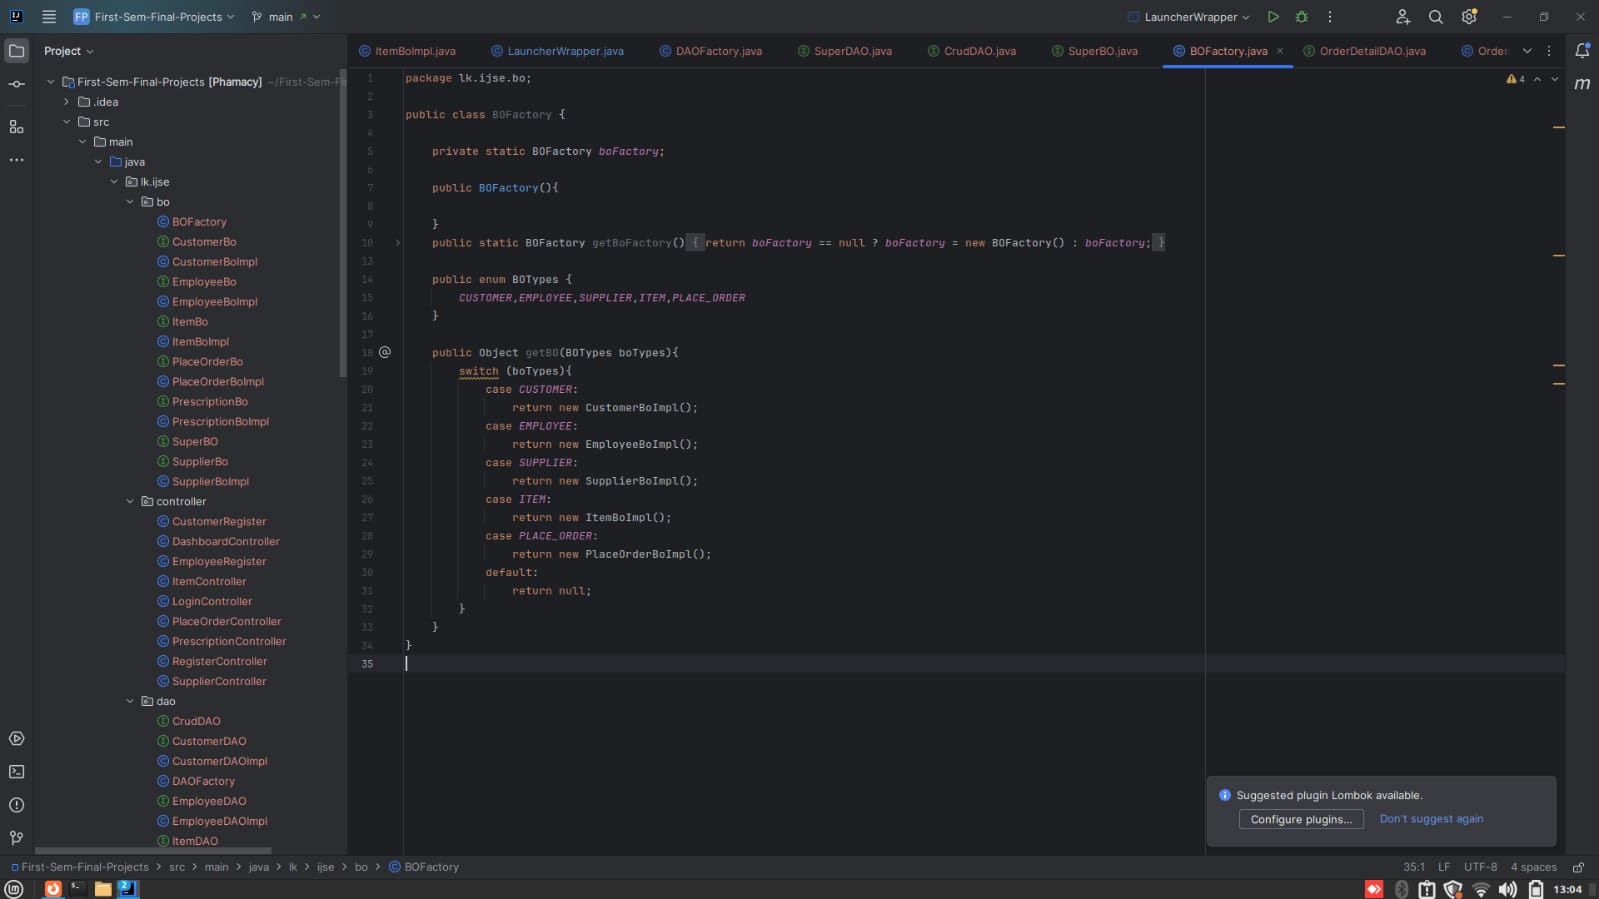 FP First-Sem-Final-Projects main LauncherWrapper
Project
ItemBoImpl.java LauncherWrapper.java DAOFactory.java SuperDAO.java CrudDAO.java SuperBO.java BOFactory.java OrderDetailDAO.java Order
First-Sem-Final-Projects [Phamacy] ~/First-Sem-Fi
.idea
src
main
java
lk.ijse
bo
BOFactory
CustomerBo
CustomerBoImpl
EmployeeBo
EmployeeBoImpl
ItemBo
ItemBoImpl
PlaceOrderBo
PlaceOrderBoImpl
PrescriptionBo
PrescriptionBoImpl
SuperBO
SupplierBo
SupplierBoImpl
controller
CustomerRegister
DashboardController
EmployeeRegister
ItemController
LoginController
PlaceOrderController
PrescriptionController
RegisterController
SupplierController
dao
CrudDAO
CustomerDAO
CustomerDAOImpl
DAOFactory
EmployeeDAO
EmployeeDAOImpl
ItemDAO
1 package lk.ijse.bo;
2
3 public class BOFactory {
4
5 private static BOFactory boFactory;
6
7 public BOFactory(){
8
9 }
10 public static BOFactory getBoFactory() { return boFactory == null ? boFactory = new BOFactory() : boFactory; }
13
14 public enum BOTypes {
15 CUSTOMER,EMPLOYEE,SUPPLIER,ITEM,PLACE_ORDER
16 }
17
18 @ public Object getBO(BOTypes boTypes){
19 switch (boTypes){
20 case CUSTOMER:
21 return new CustomerBoImpl();
22 case EMPLOYEE:
23 return new EmployeeBoImpl();
24 case SUPPLIER:
25 return new SupplierBoImpl();
26 case ITEM:
27 return new ItemBoImpl();
28 case PLACE_ORDER:
29 return new PlaceOrderBoImpl();
30 default:
31 return null;
32 }
33 }
34 }
35
4
m
Suggested plugin Lombok available.
Configure plugins... Don't suggest again
First-Sem-Final-Projects > src > main > java > lk > ijse > bo > BOFactory 35:1 LF UTF-8 4 spaces
2 13:04